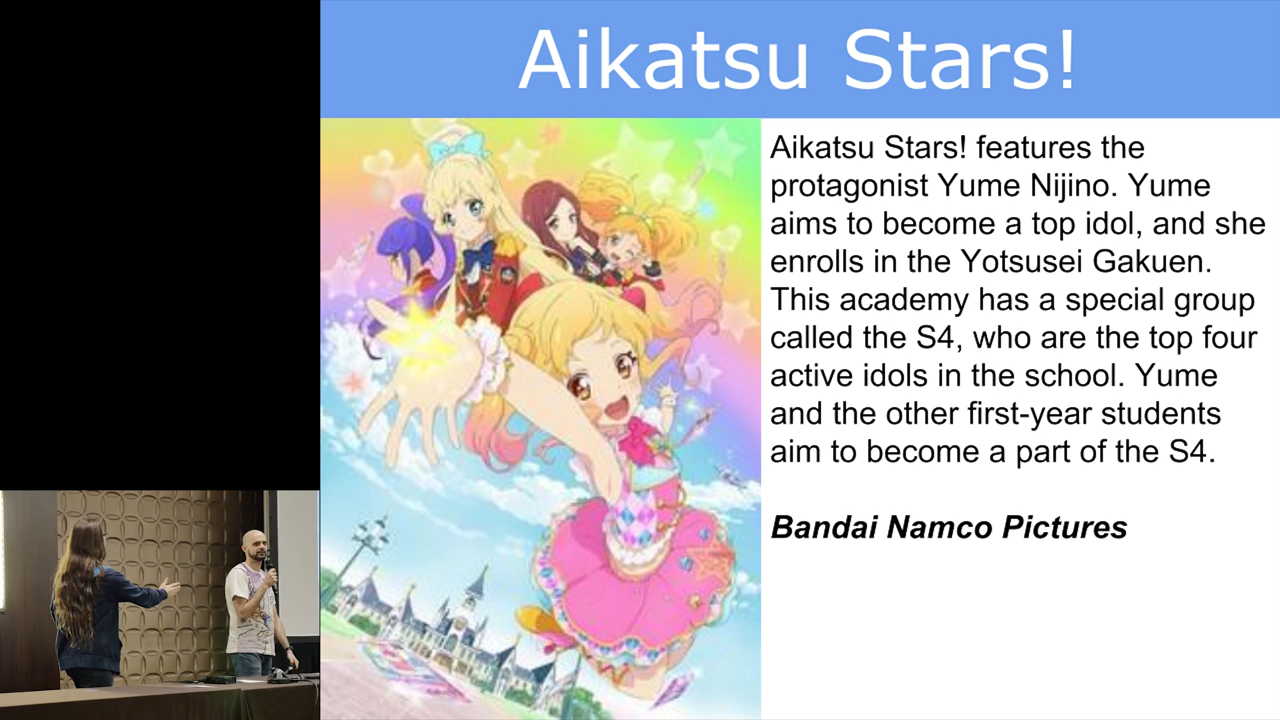 Aikatsu Stars!
Aikatsu Stars! features the
protagonist Yume Nijino. Yume
aims to become a top idol, and she
enrolls in the Yotsusei Gakuen.
This academy has a special group
called the S4, who are the top four
active idols in the school. Yume
and the other first-year students
aim to become a part of the S4.
Bandai Namco Pictures